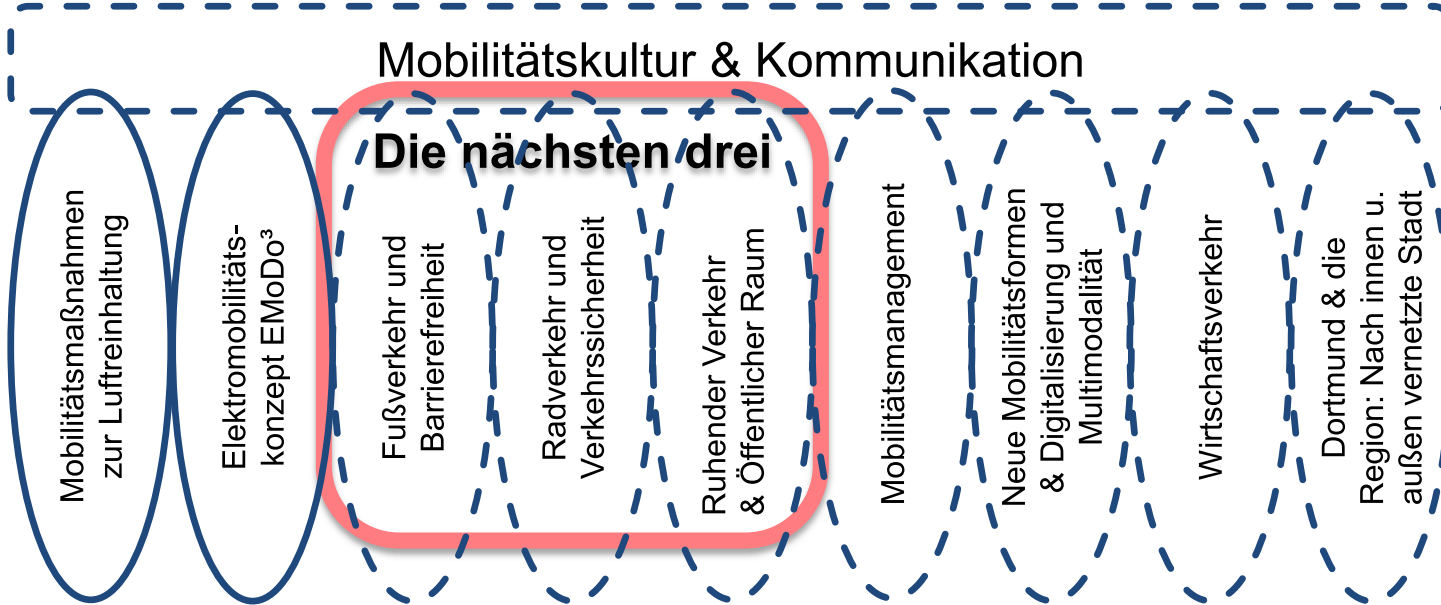 Mobilitätskultur & Kommunikation
Die nächsten drei
Mobilitätsmaßnahmen
zur Luftreinhaltung
Elektromobilitäts-
konzept EMoDo³
Fußverkehr und
Barrierefreiheit
Radverkehr und
Verkehrssicherheit
Ruhender Verkehr
& Öffentlicher Raum
Mobilitätsmanagement
Neue Mobilitätsformen
& Digitalisierung und
Multimodalität
Wirtschaftsverkehr
Dortmund & die
Region: Nach innen u.
außen vernetzte Stadt